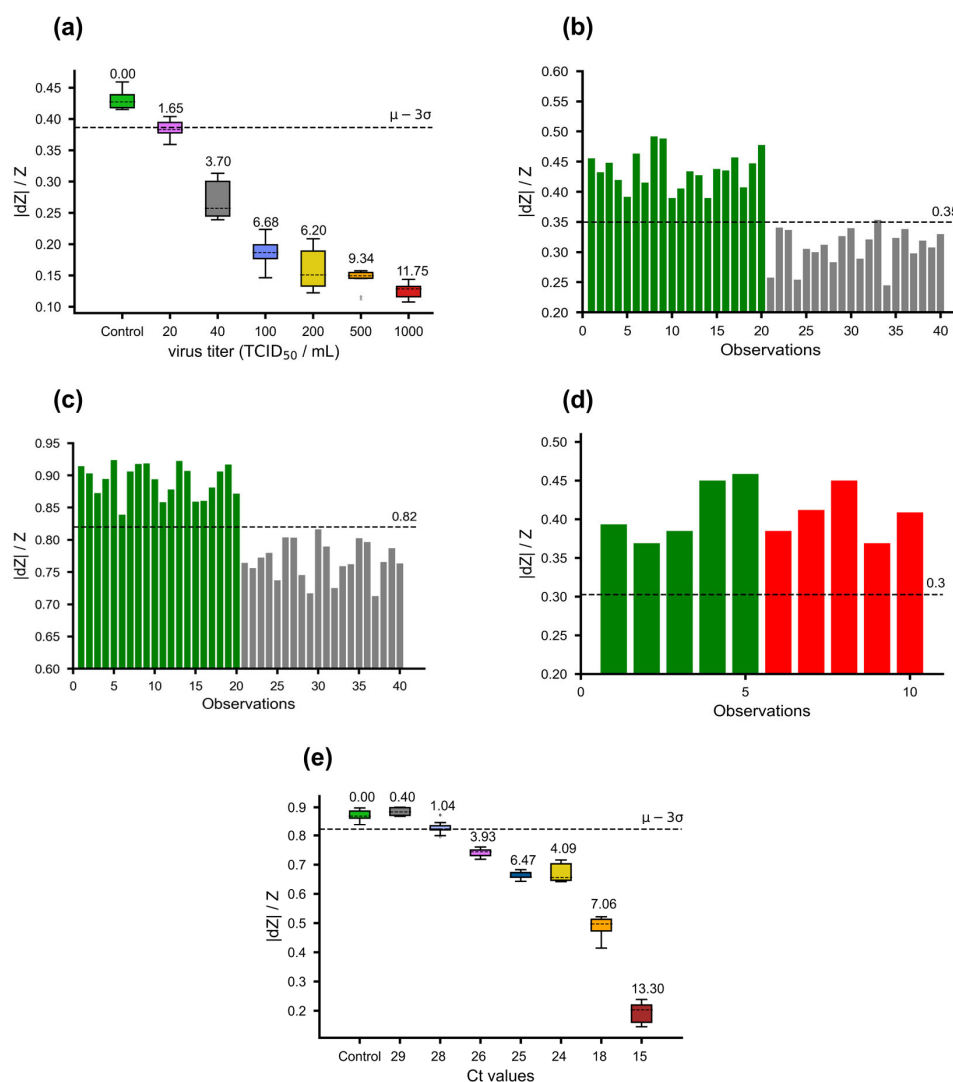 (a)
|dZ| / Z
0.45
0.40
0.35
0.30
0.25
0.20
0.15
0.10
0.00
1.65
3.70
6.68
6.20
9.34
11.75
μ − 3σ
Control 20 40 100 200 500 1000
virus titer (TCID₅₀ / mL)
(b)
|dZ| / Z
0.60
0.55
0.50
0.45
0.40
0.35
0.30
0.25
0.20
0.35
0 5 10 15 20 25 30 35 40
Observations
(c)
|dZ| / Z
0.95
0.90
0.85
0.80
0.75
0.70
0.65
0.60
0.82
0 5 10 15 20 25 30 35 40
Observations
(d)
|dZ| / Z
0.50
0.45
0.40
0.35
0.30
0.25
0.20
0.3
0 5 10
Observations
(e)
|dZ| / Z
0.9
0.8
0.7
0.6
0.5
0.4
0.3
0.2
0.00
0.40
1.04
3.93
6.47
4.09
7.06
13.30
μ − 3σ
Control 29 28 26 25 24 18 15
Ct values